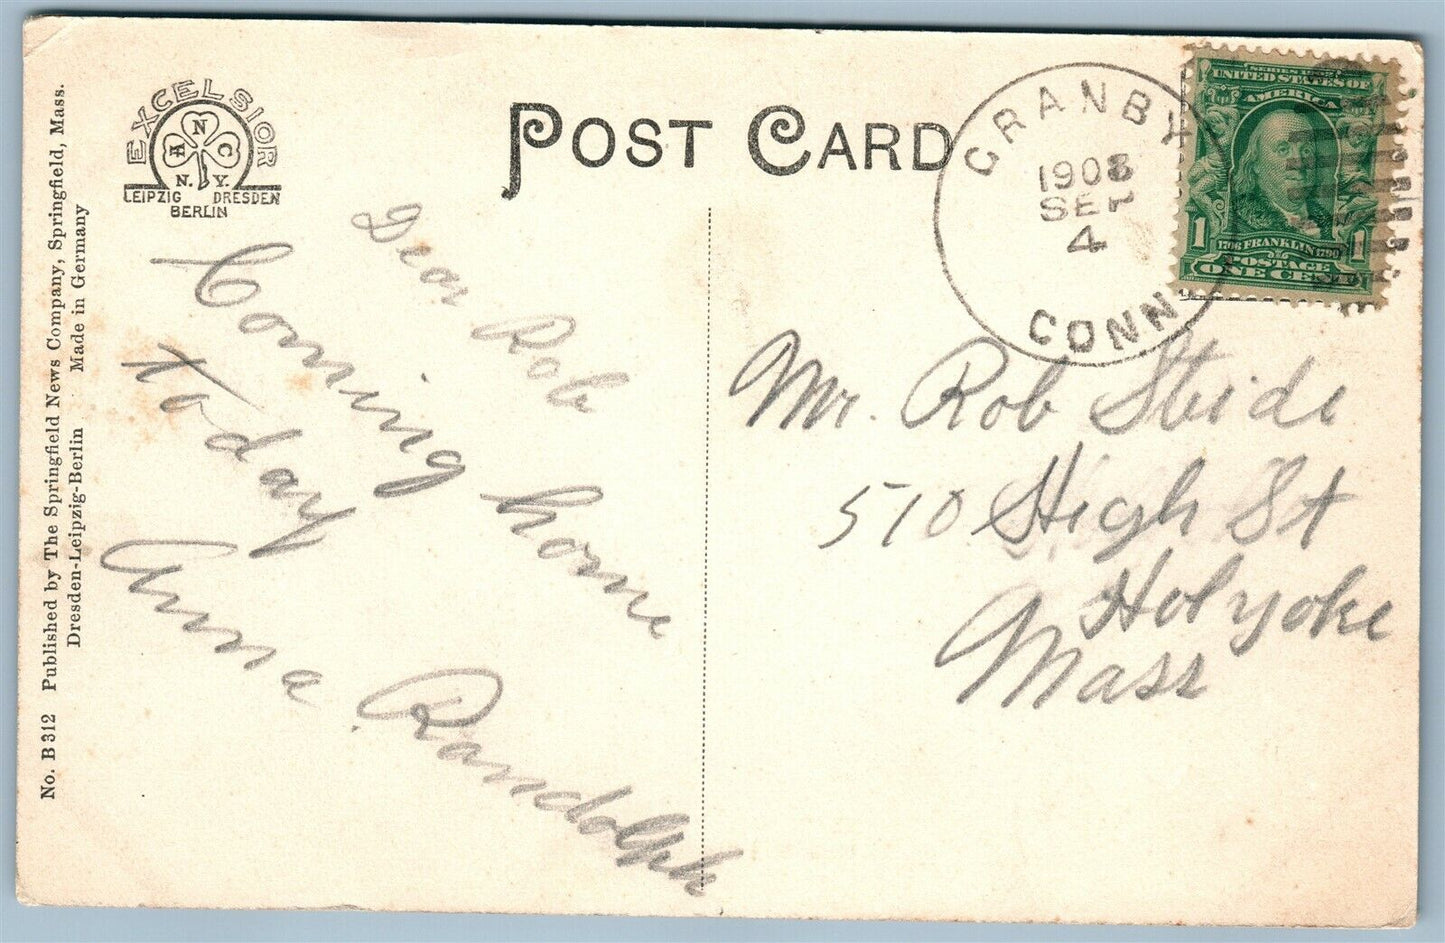 EXCELSIOR
A N C
N. Y.
LEIPZIG DRESDEN
BERLIN
POST CARD
GRANBY
1908
SEP
4
CONN
SERIES 1902
UNITED STATES OF
AMERICA
1 1
1706 FRANKLIN 1790
POSTAGE
ONE CENT
No. B 312 Published by The Springfield News Company, Springfield, Mass.
Dresden-Leipzig-Berlin Made in Germany
Dear Rob
Coming home
today
Anna. Randolph
Mr. Rob Steide
510 High St
Holyoke
Mass